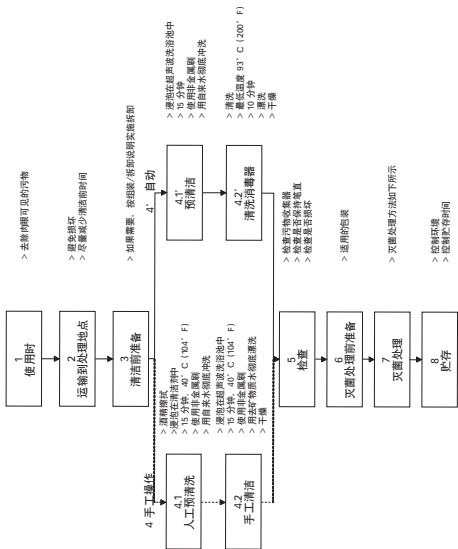 1
使用时
> 去除肉眼可见的污物
2
运输到处理地点
> 避免损坏
> 尽量减少清洁前时间
3
清洁前准备
> 如果需要，按组装/拆卸说明实施拆卸
4 手工操作
4.1
人工预清洗
> 酒精擦拭
>浸泡在清洁剂中
> 15 分钟, 40°C (104°F)
> 使用非金属刷
> 用自来水彻底冲洗
4.2
手工清洁
> 浸泡在超声波洗浴池中
> 15 分钟, 40°C (104°F)
> 使用非金属刷
> 用去矿物质水彻底漂洗
> 干燥
4' 自动
4.1'
预清洁
> 浸泡在超声波洗浴池中
> 15 分钟
> 使用非金属刷
> 用自来水彻底冲洗
4.2'
清洗消毒器
> 清洗
> 最低温度 93°C (200°F)
> 10 分钟
> 漂洗
> 干燥
5
检查
> 检查污物收集器
> 检查是否保持笔直
> 检查是否损坏
6
灭菌处理前准备
> 适用的包装
7
灭菌处理
> 灭菌处理方法如下所示
8
贮存
> 控制环境
> 控制贮存时间